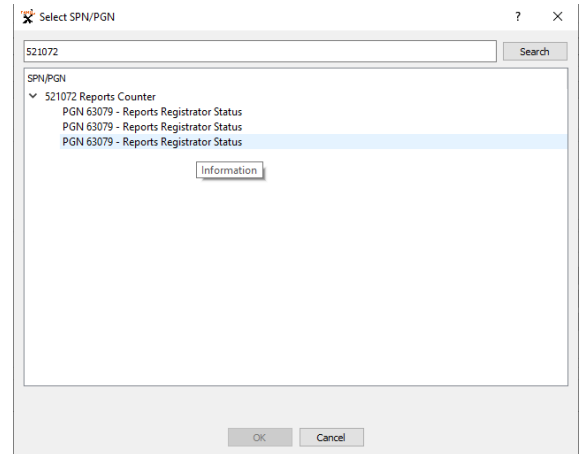 Select SPN/PGN
521072
Search
SPN/PGN
521072 Reports Counter
PGN 63079 - Reports Registrator Status
PGN 63079 - Reports Registrator Status
PGN 63079 - Reports Registrator Status
Information
OK
Cancel